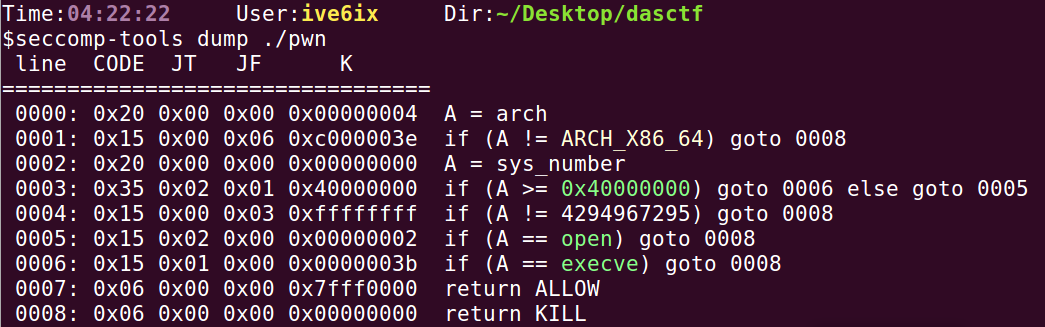 Time:04:22:22 User:ive6ix Dir:~/Desktop/dasctf
$seccomp-tools dump ./pwn
line CODE JT JF K
=================================
0000: 0x20 0x00 0x00 0x00000004 A = arch
0001: 0x15 0x00 0x06 0xc000003e if (A != ARCH_X86_64) goto 0008
0002: 0x20 0x00 0x00 0x00000000 A = sys_number
0003: 0x35 0x02 0x01 0x40000000 if (A >= 0x40000000) goto 0006 else goto 0005
0004: 0x15 0x00 0x03 0xffffffff if (A != 4294967295) goto 0008
0005: 0x15 0x02 0x00 0x00000002 if (A == open) goto 0008
0006: 0x15 0x01 0x00 0x0000003b if (A == execve) goto 0008
0007: 0x06 0x00 0x00 0x7fff0000 return ALLOW
0008: 0x06 0x00 0x00 0x00000000 return KILL